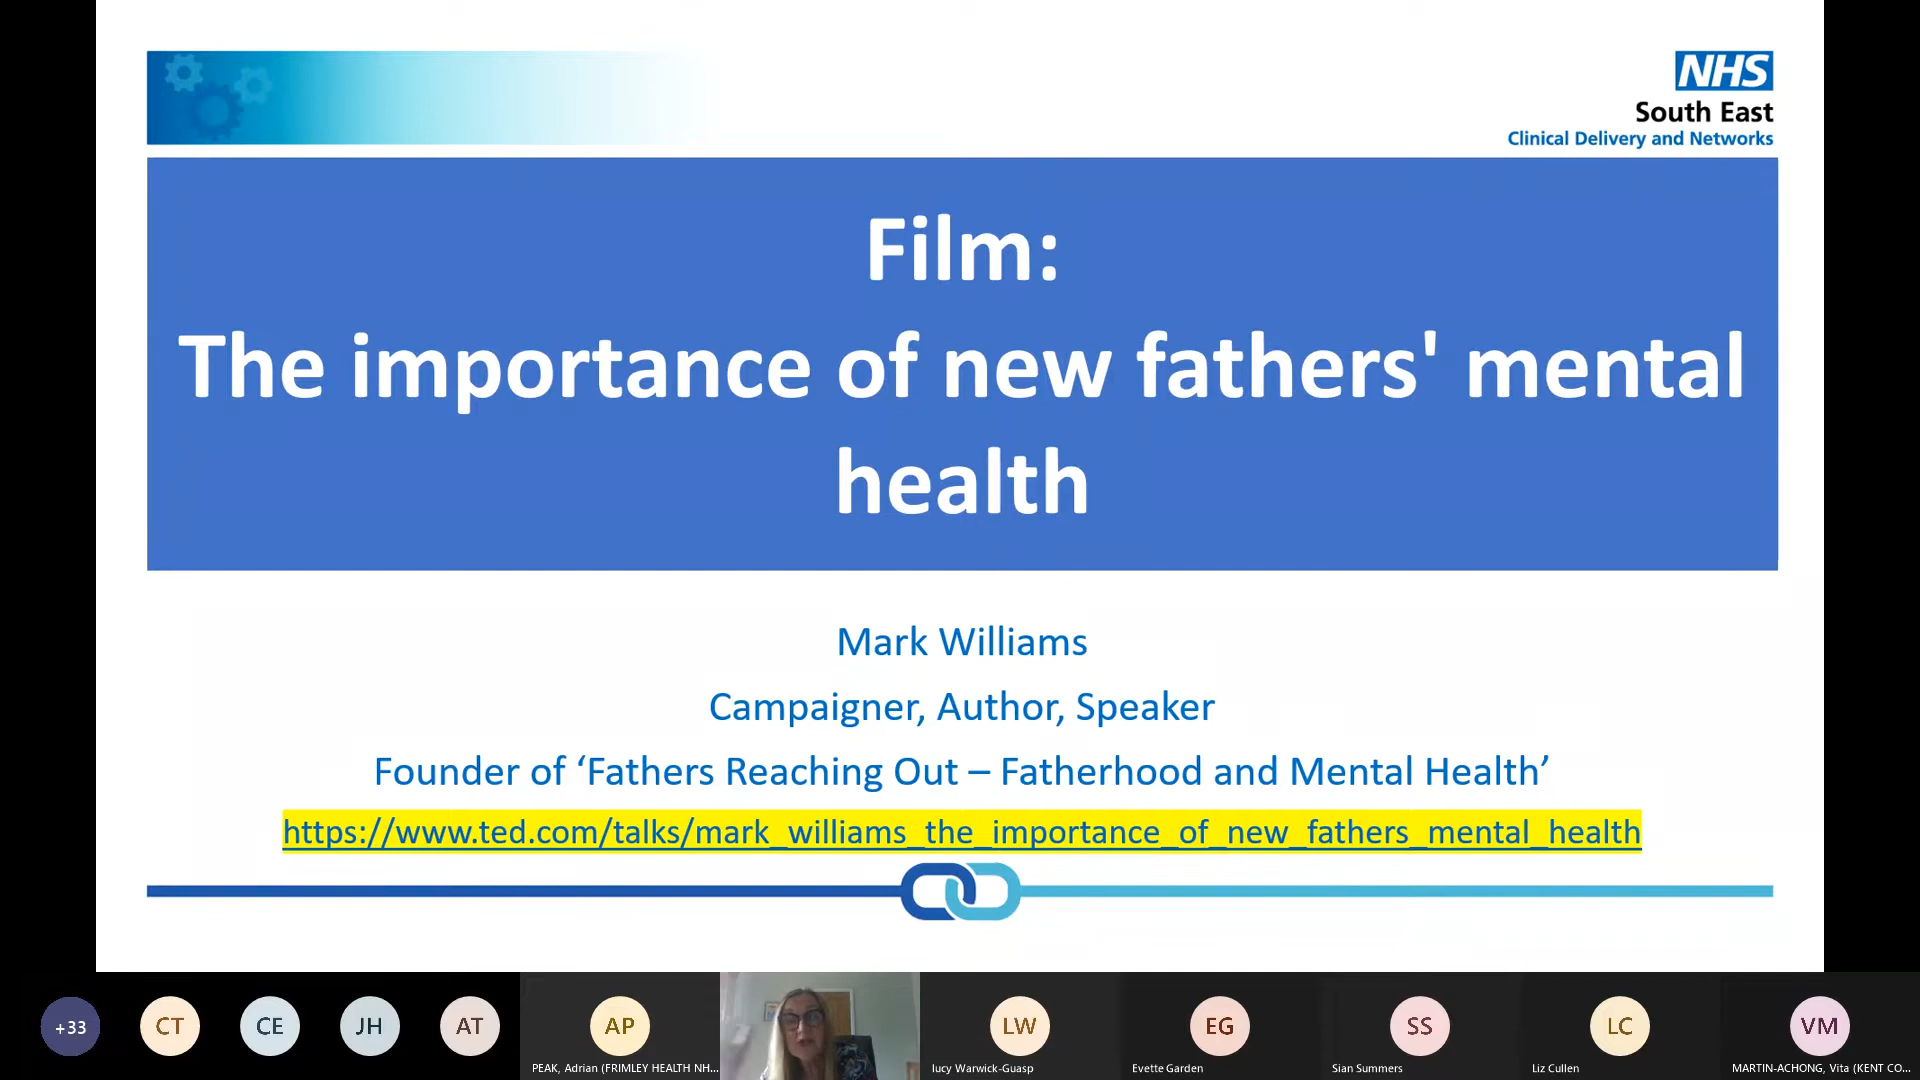 NHS
South East
Clinical Delivery and Networks
Film:
The importance of new fathers' mental
health
Mark Williams
Campaigner, Author, Speaker
Founder of ‘Fathers Reaching Out – Fatherhood and Mental Health’
https://www.ted.com/talks/mark_williams_the_importance_of_new_fathers_mental_health
+33
CT
CE
JH
AT
AP
LW
EG
SS
LC
VM
PEAK, Adrian (FRIMLEY HEALTH NH...
lucy Warwick-Guasp
Evette Garden
Sian Summers
Liz Cullen
MARTIN-ACHONG, Vita (KENT CO...